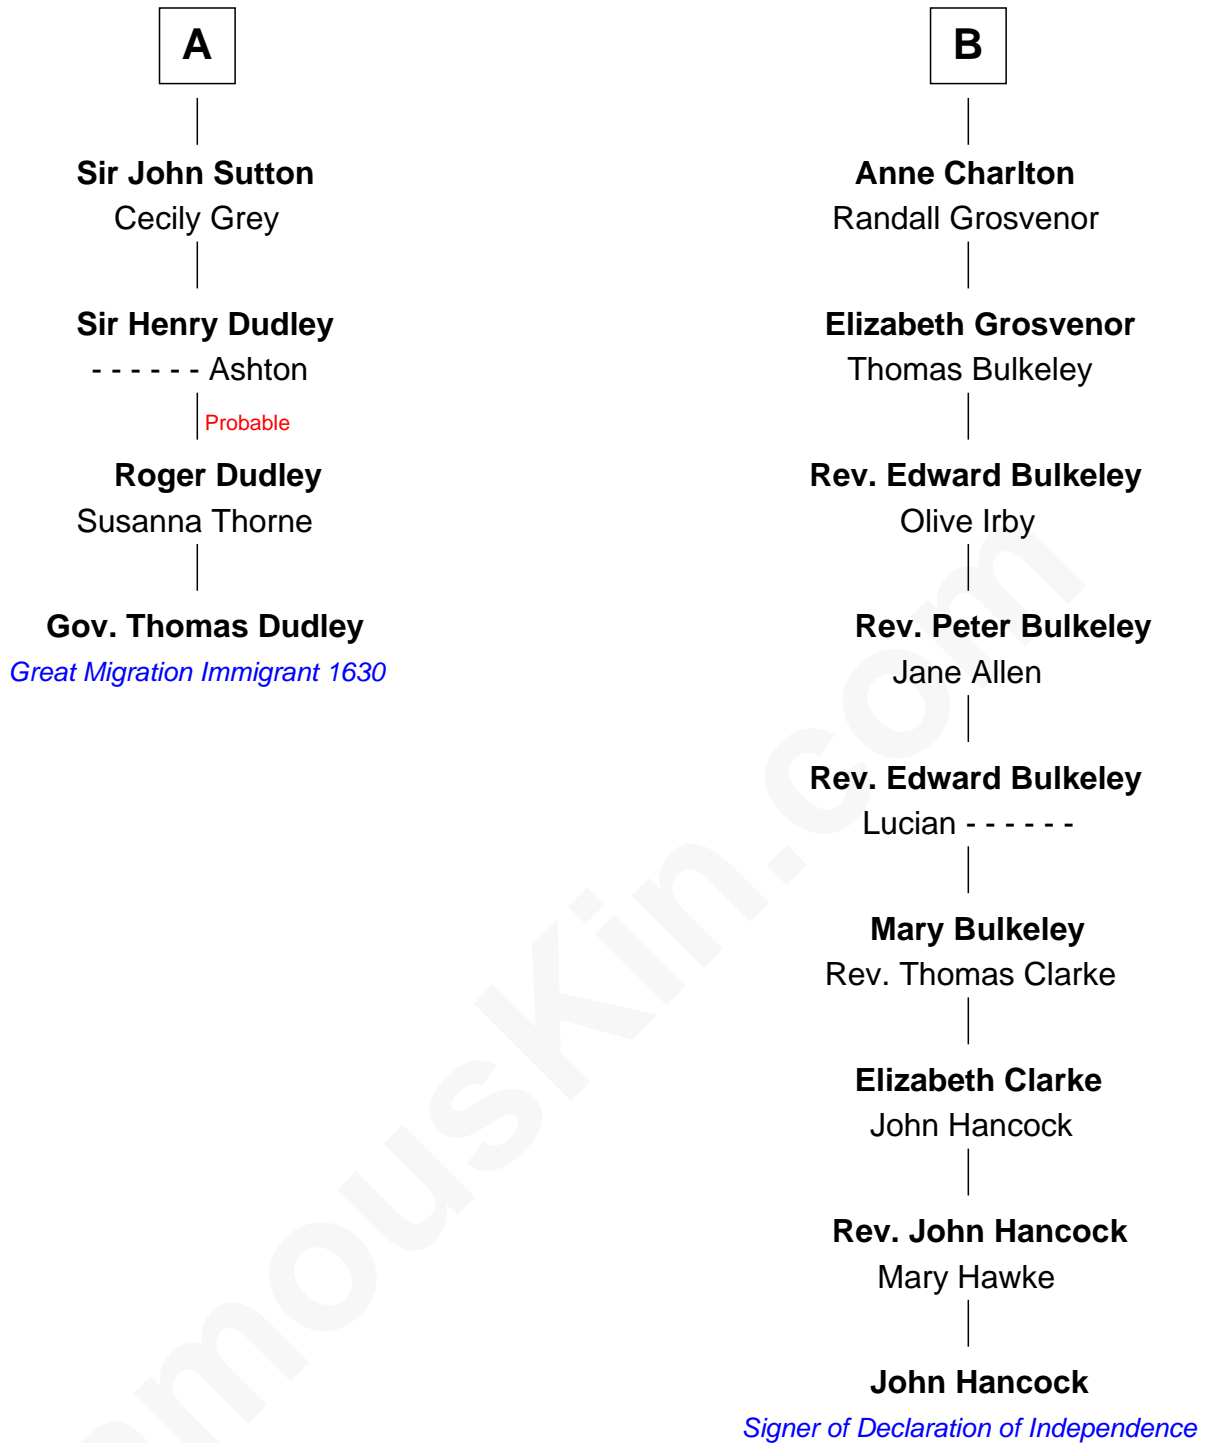 A
Sir John Sutton
Cecily Grey
Sir Henry Dudley
- - - - - - Ashton
Probable
Roger Dudley
Susanna Thorne
Gov. Thomas Dudley
Great Migration Immigrant 1630
B
Anne Charlton
Randall Grosvenor
Elizabeth Grosvenor
Thomas Bulkeley
Rev. Edward Bulkeley
Olive Irby
Rev. Peter Bulkeley
Jane Allen
Rev. Edward Bulkeley
Lucian - - - - - -
Mary Bulkeley
Rev. Thomas Clarke
Elizabeth Clarke
John Hancock
Rev. John Hancock
Mary Hawke
John Hancock
Signer of Declaration of Independence
amouskin.com